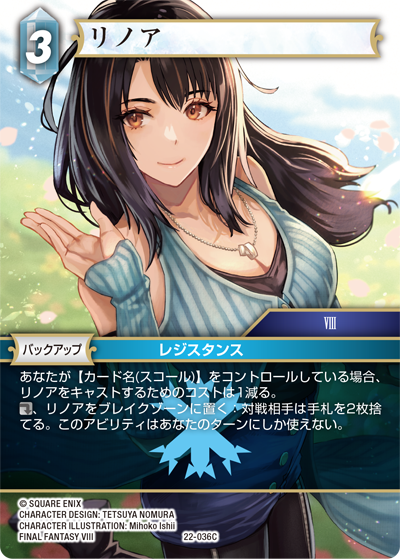 3
リノア
VIII
バックアップ
レジスタンス
あなたが【カード名(スコール)】をコントロールしている場合、
リノアをキャストするためのコストは1減る。
、リノアをブレイクゾーンに置く：対戦相手は手札を2枚捨
てる。このアビリティはあなたのターンにしか使えない。
© SQUARE ENIX
CHARACTER DESIGN: TETSUYA NOMURA
CHARACTER ILLUSTRATION: Mihoko Ishii
FINAL FANTASY VIII
22-036C